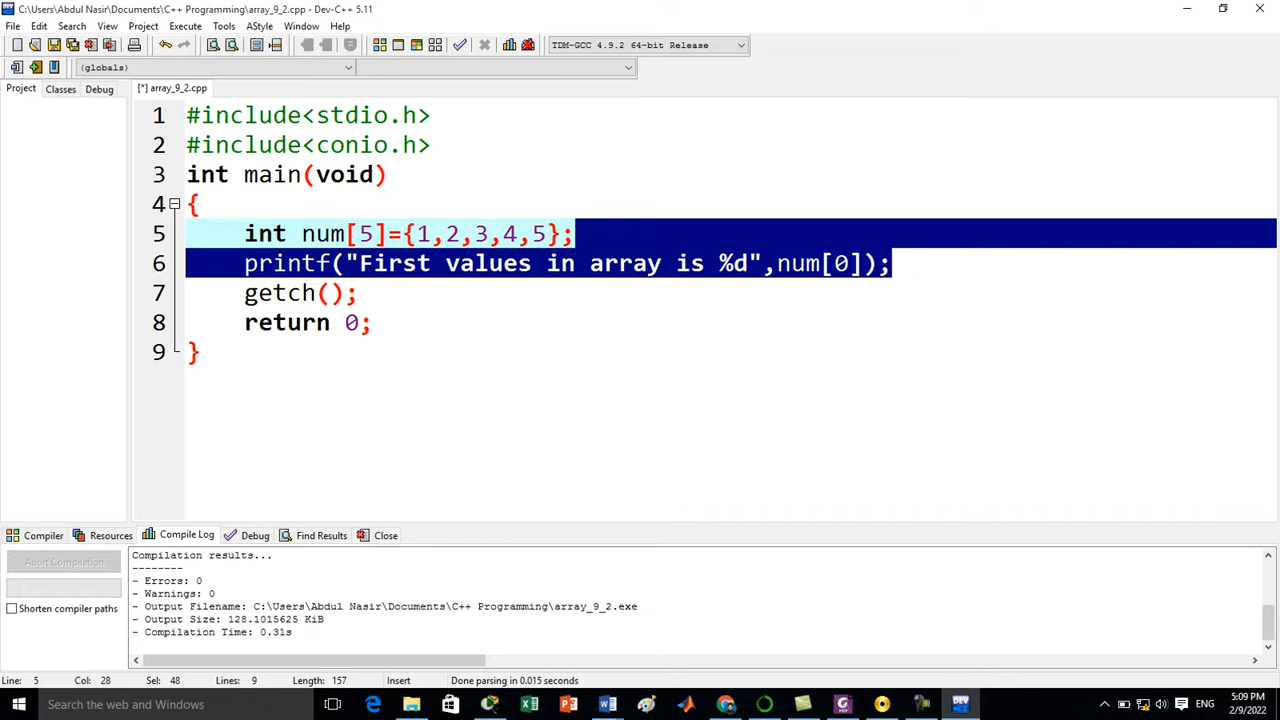 C:\Users\Abdul Nasir\Documents\C++ Programming\array_9_2.cpp - Dev-C++ 5.11
File Edit Search View Project Execute Tools AStyle Window Help
TDM-GCC 4.9.2 64-bit Release
(globals)
Project Classes Debug
[*] array_9_2.cpp
1 #include<stdio.h>
2 #include<conio.h>
3 int main(void)
4 {
5 int num[5]={1,2,3,4,5};
6 printf("First values in array is %d",num[0]);
7 getch();
8 return 0;
9 }
Compiler Resources Compile Log Debug Find Results Close
Abort Compilation
Shorten compiler paths
Compilation results...
--------
- Errors: 0
- Warnings: 0
- Output Filename: C:\Users\Abdul Nasir\Documents\C++ Programming\array_9_2.exe
- Output Size: 128.1015625 KiB
- Compilation Time: 0.31s
Line: 5 Col: 28 Sel: 48 Lines: 9 Length: 157 Insert Done parsing in 0.015 seconds
Search the web and Windows
ENG
5:09 PM
2/9/2022